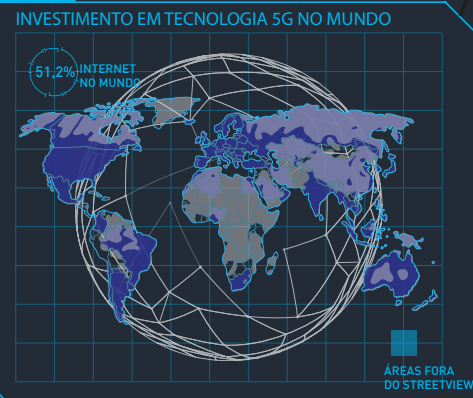 INVESTIMENTO EM TECNOLOGIA 5G NO MUNDO
51,2%
INTERNET
NO MUNDO
ÁREAS FORA
DO STREETVIEW